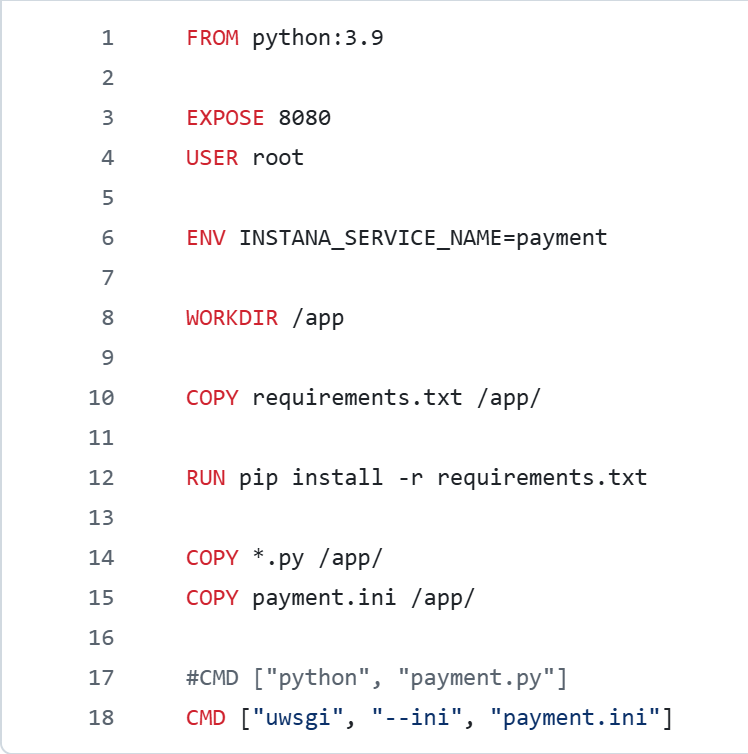 1 FROM python:3.9
2
3 EXPOSE 8080
4 USER root
5
6 ENV INSTANA_SERVICE_NAME=payment
7
8 WORKDIR /app
9
10 COPY requirements.txt /app/
11
12 RUN pip install -r requirements.txt
13
14 COPY *.py /app/
15 COPY payment.ini /app/
16
17 #CMD ["python", "payment.py"]
18 CMD ["uwsgi", "--ini", "payment.ini"]